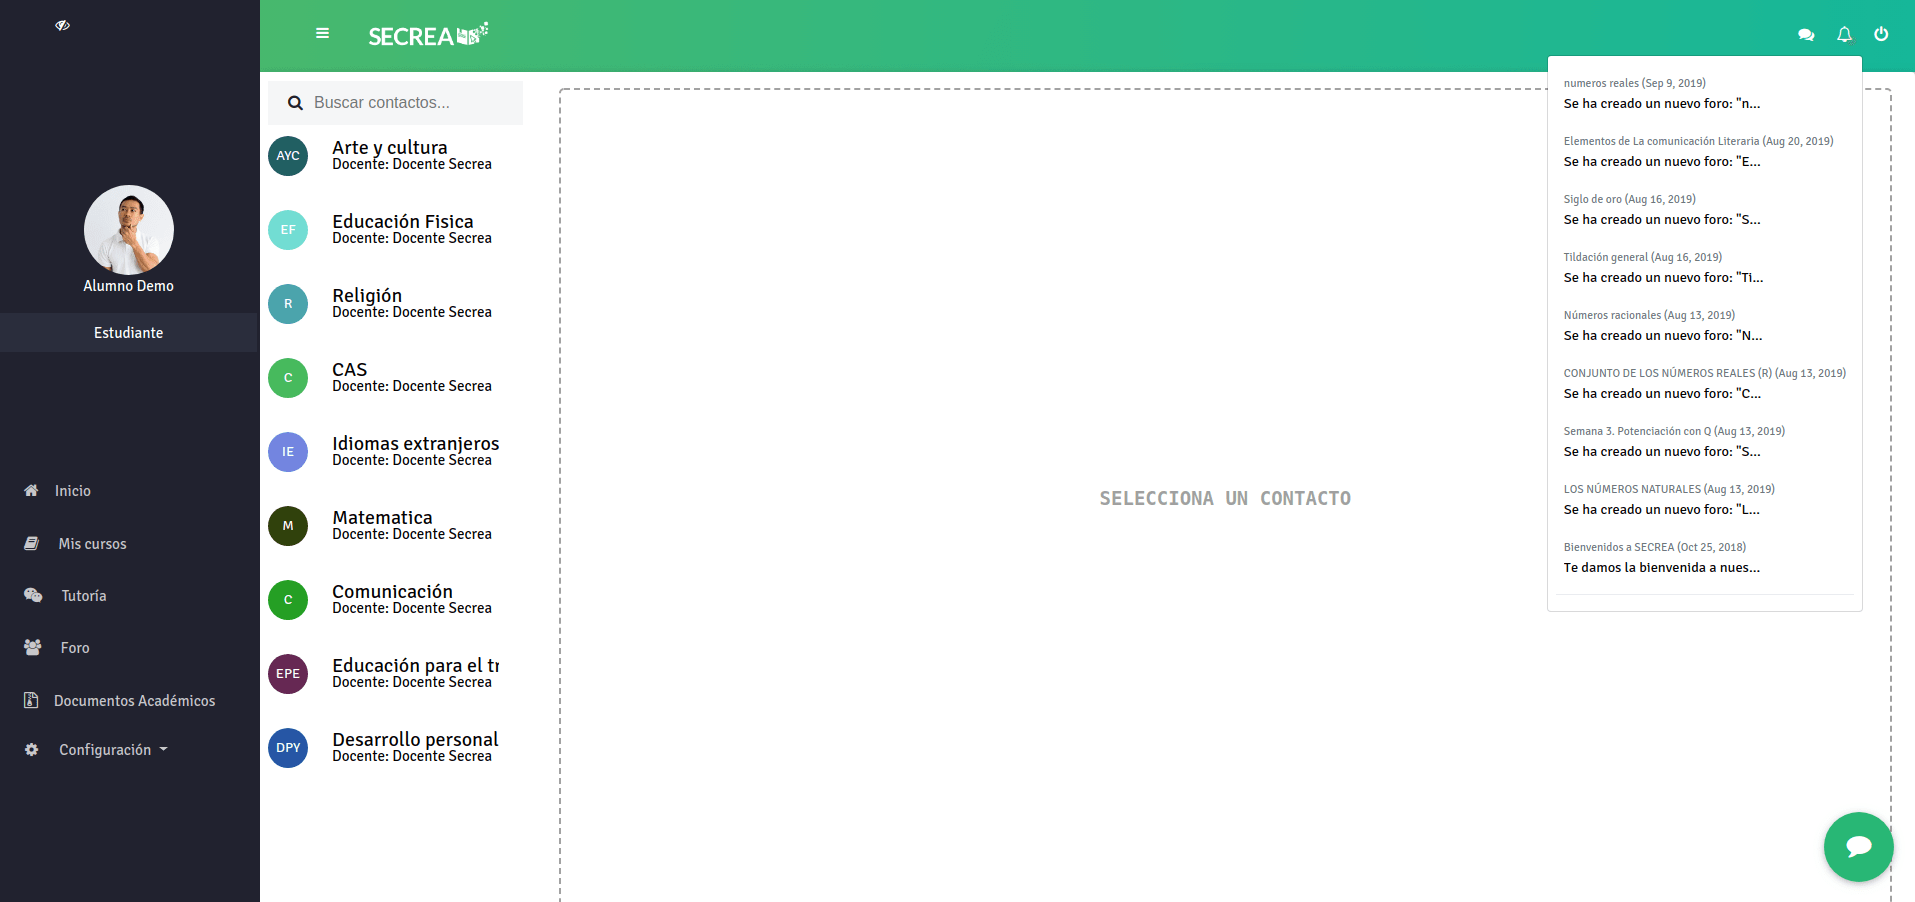 SECREA
Alumno Demo
Estudiante
Inicio
Mis cursos
Tutoría
Foro
Documentos Académicos
Configuración
Buscar contactos...
AYC
Arte y cultura
Docente: Docente Secrea
EF
Educación Fisica
Docente: Docente Secrea
R
Religión
Docente: Docente Secrea
C
CAS
Docente: Docente Secrea
IE
Idiomas extranjeros
Docente: Docente Secrea
M
Matematica
Docente: Docente Secrea
C
Comunicación
Docente: Docente Secrea
EPE
Educación para el tr
Docente: Docente Secrea
DPY
Desarrollo personal
Docente: Docente Secrea
SELECCIONA UN CONTACTO
numeros reales (Sep 9, 2019)
Se ha creado un nuevo foro: "n...
Elementos de La comunicación Literaria (Aug 20, 2019)
Se ha creado un nuevo foro: "E...
Siglo de oro (Aug 16, 2019)
Se ha creado un nuevo foro: "S...
Tildación general (Aug 16, 2019)
Se ha creado un nuevo foro: "Ti...
Números racionales (Aug 13, 2019)
Se ha creado un nuevo foro: "N...
CONJUNTO DE LOS NÚMEROS REALES (R) (Aug 13, 2019)
Se ha creado un nuevo foro: "C...
Semana 3. Potenciación con Q (Aug 13, 2019)
Se ha creado un nuevo foro: "S...
LOS NÚMEROS NATURALES (Aug 13, 2019)
Se ha creado un nuevo foro: "L...
Bienvenidos a SECREA (Oct 25, 2018)
Te damos la bienvenida a nues...